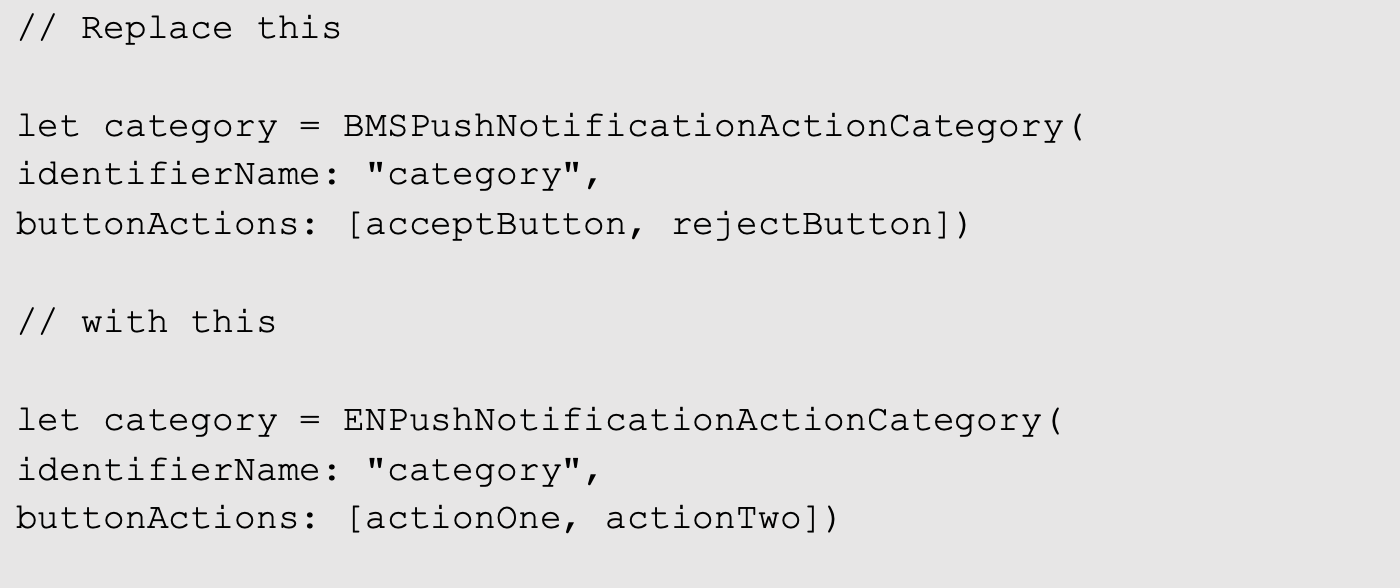 // Replace this
let category = BMSPushNotificationActionCategory(
identifierName: "category",
buttonActions: [acceptButton, rejectButton])
// with this
let category = ENPushNotificationActionCategory(
identifierName: "category",
buttonActions: [actionOne, actionTwo])